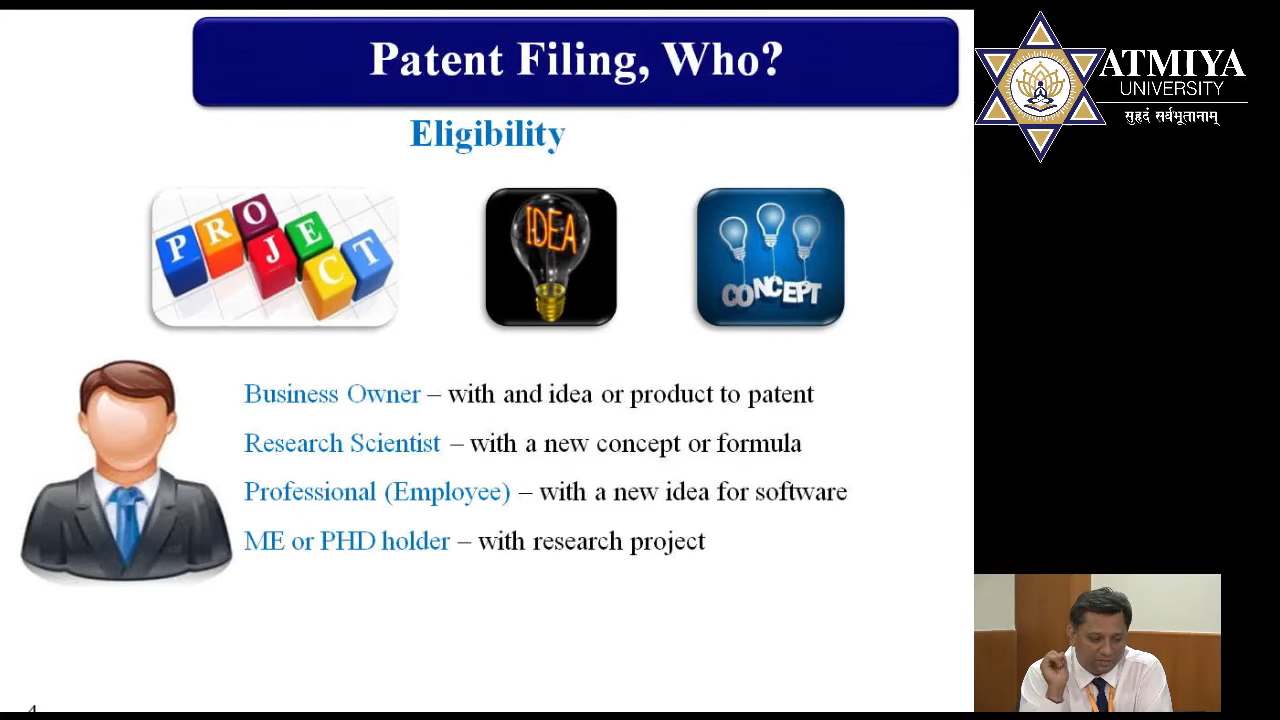 Patent Filing, Who?
Eligibility
PROJECT
IDEA
CONCEPT
Business Owner – with and idea or product to patent
Research Scientist – with a new concept or formula
Professional (Employee) – with a new idea for software
ME or PHD holder – with research project
4
ATMIYA
UNIVERSITY
सुहृदं सर्वभूतानाम्